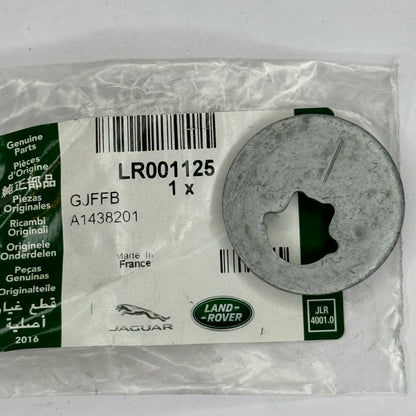 Genuine
Parts
Pièces
d'Origine
純正部品
Piezas
Originales
Ricambi
Originali
Originele
Onderdelen
Peças
Genuinas
Originalteile
قطع غيار
أصلية
2016
LR001125
1 x
GJFFB
A1438201
Made in
France
JAGUAR
LAND-
ROVER
JLR
4001.0